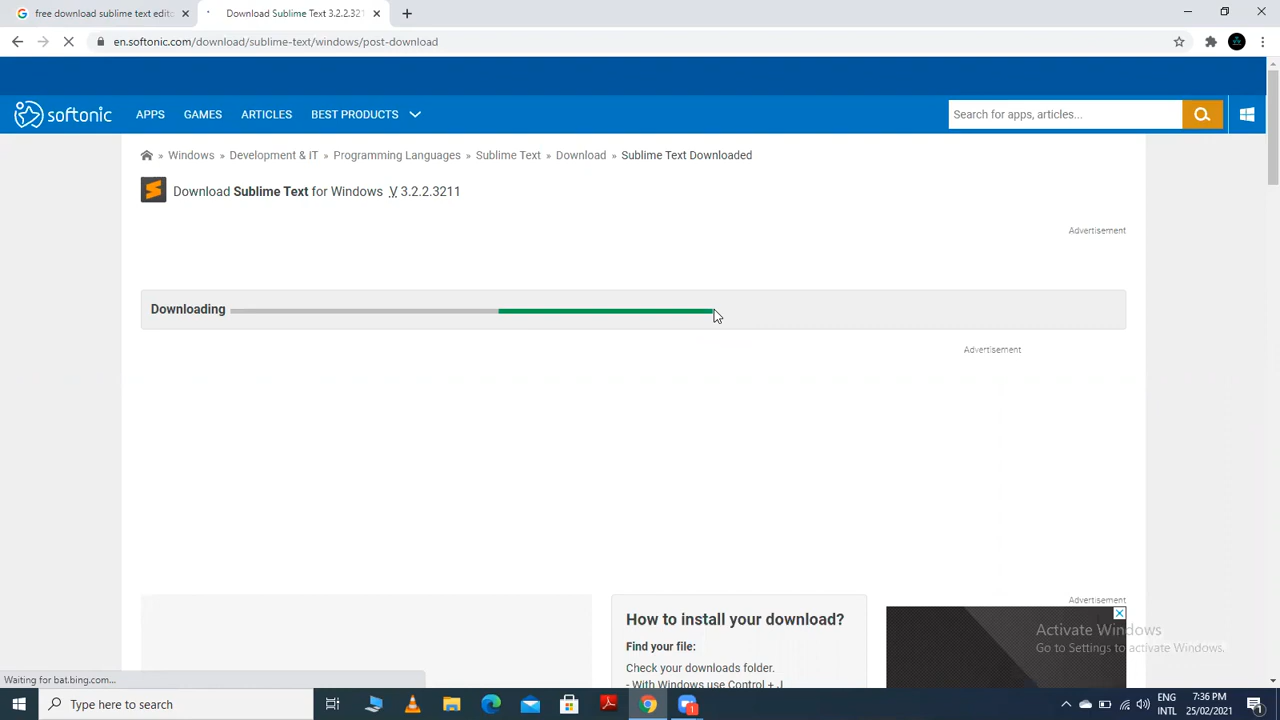 free download sublime text edito
Download Sublime Text 3.2.2.321
en.softonic.com/download/sublime-text/windows/post-download
softonic
APPS
GAMES
ARTICLES
BEST PRODUCTS
Search for apps, articles...
» Windows » Development & IT » Programming Languages » Sublime Text » Download » Sublime Text Downloaded
Download Sublime Text for Windows V 3.2.2.3211
Advertisement
Downloading
Advertisement
Advertisement
How to install your download?
Find your file:
Check your downloads folder.
- With Windows use Control + J
Activate Windows
Go to Settings to activate Windows.
Waiting for bat.bing.com...
Type here to search
1
ENG
INTL
7:36 PM
25/02/2021
1